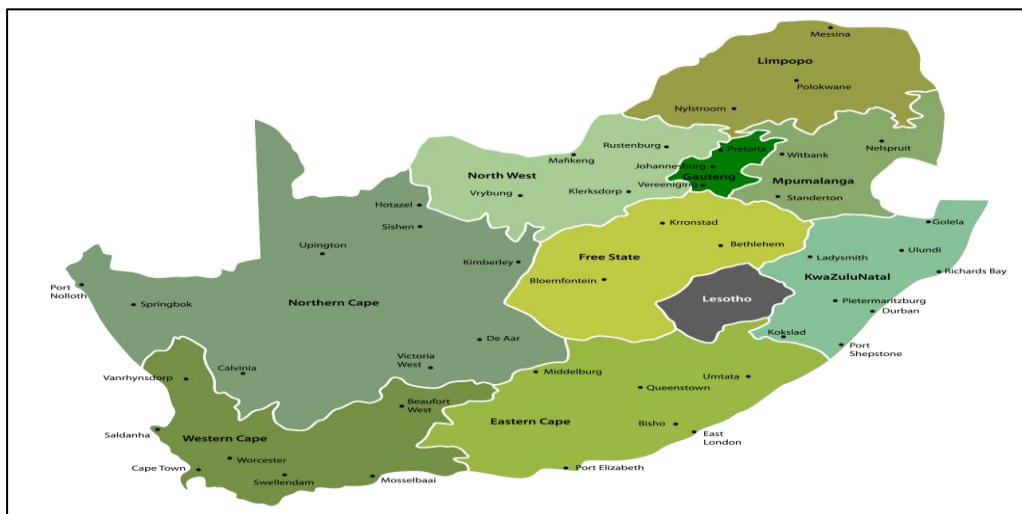 Messina
Limpopo
Polokwane
Nylstroom
Rustenburg
Pretoria
Mafikeng
Witbank
Nelspruit
Johannesburg
North West
Gauteng
Mpumalanga
Vereeniging
Klerksdorp
Vrybung
Standerton
Hotazel
Sishen
Krronstad
Golela
Upington
Bethlehem
Ulundi
Kimberley
Free State
Ladysmith
Richards Bay
KwaZuluNatal
Bloemfontein
Port
Nolloth
Springbok
Northern Cape
Lesotho
Pietermaritzburg
Durban
De Aar
Kokslad
Port
Shepstone
Victoria
West
Calvinia
Vanrhynsdorp
Middelburg
Umtata
Queenstown
Beaufort
West
Eastern Cape
Bisho
East
London
Saldanha
Western Cape
Cape Town
Worcester
Swellendam
Mosselbaai
Port Elizabeth